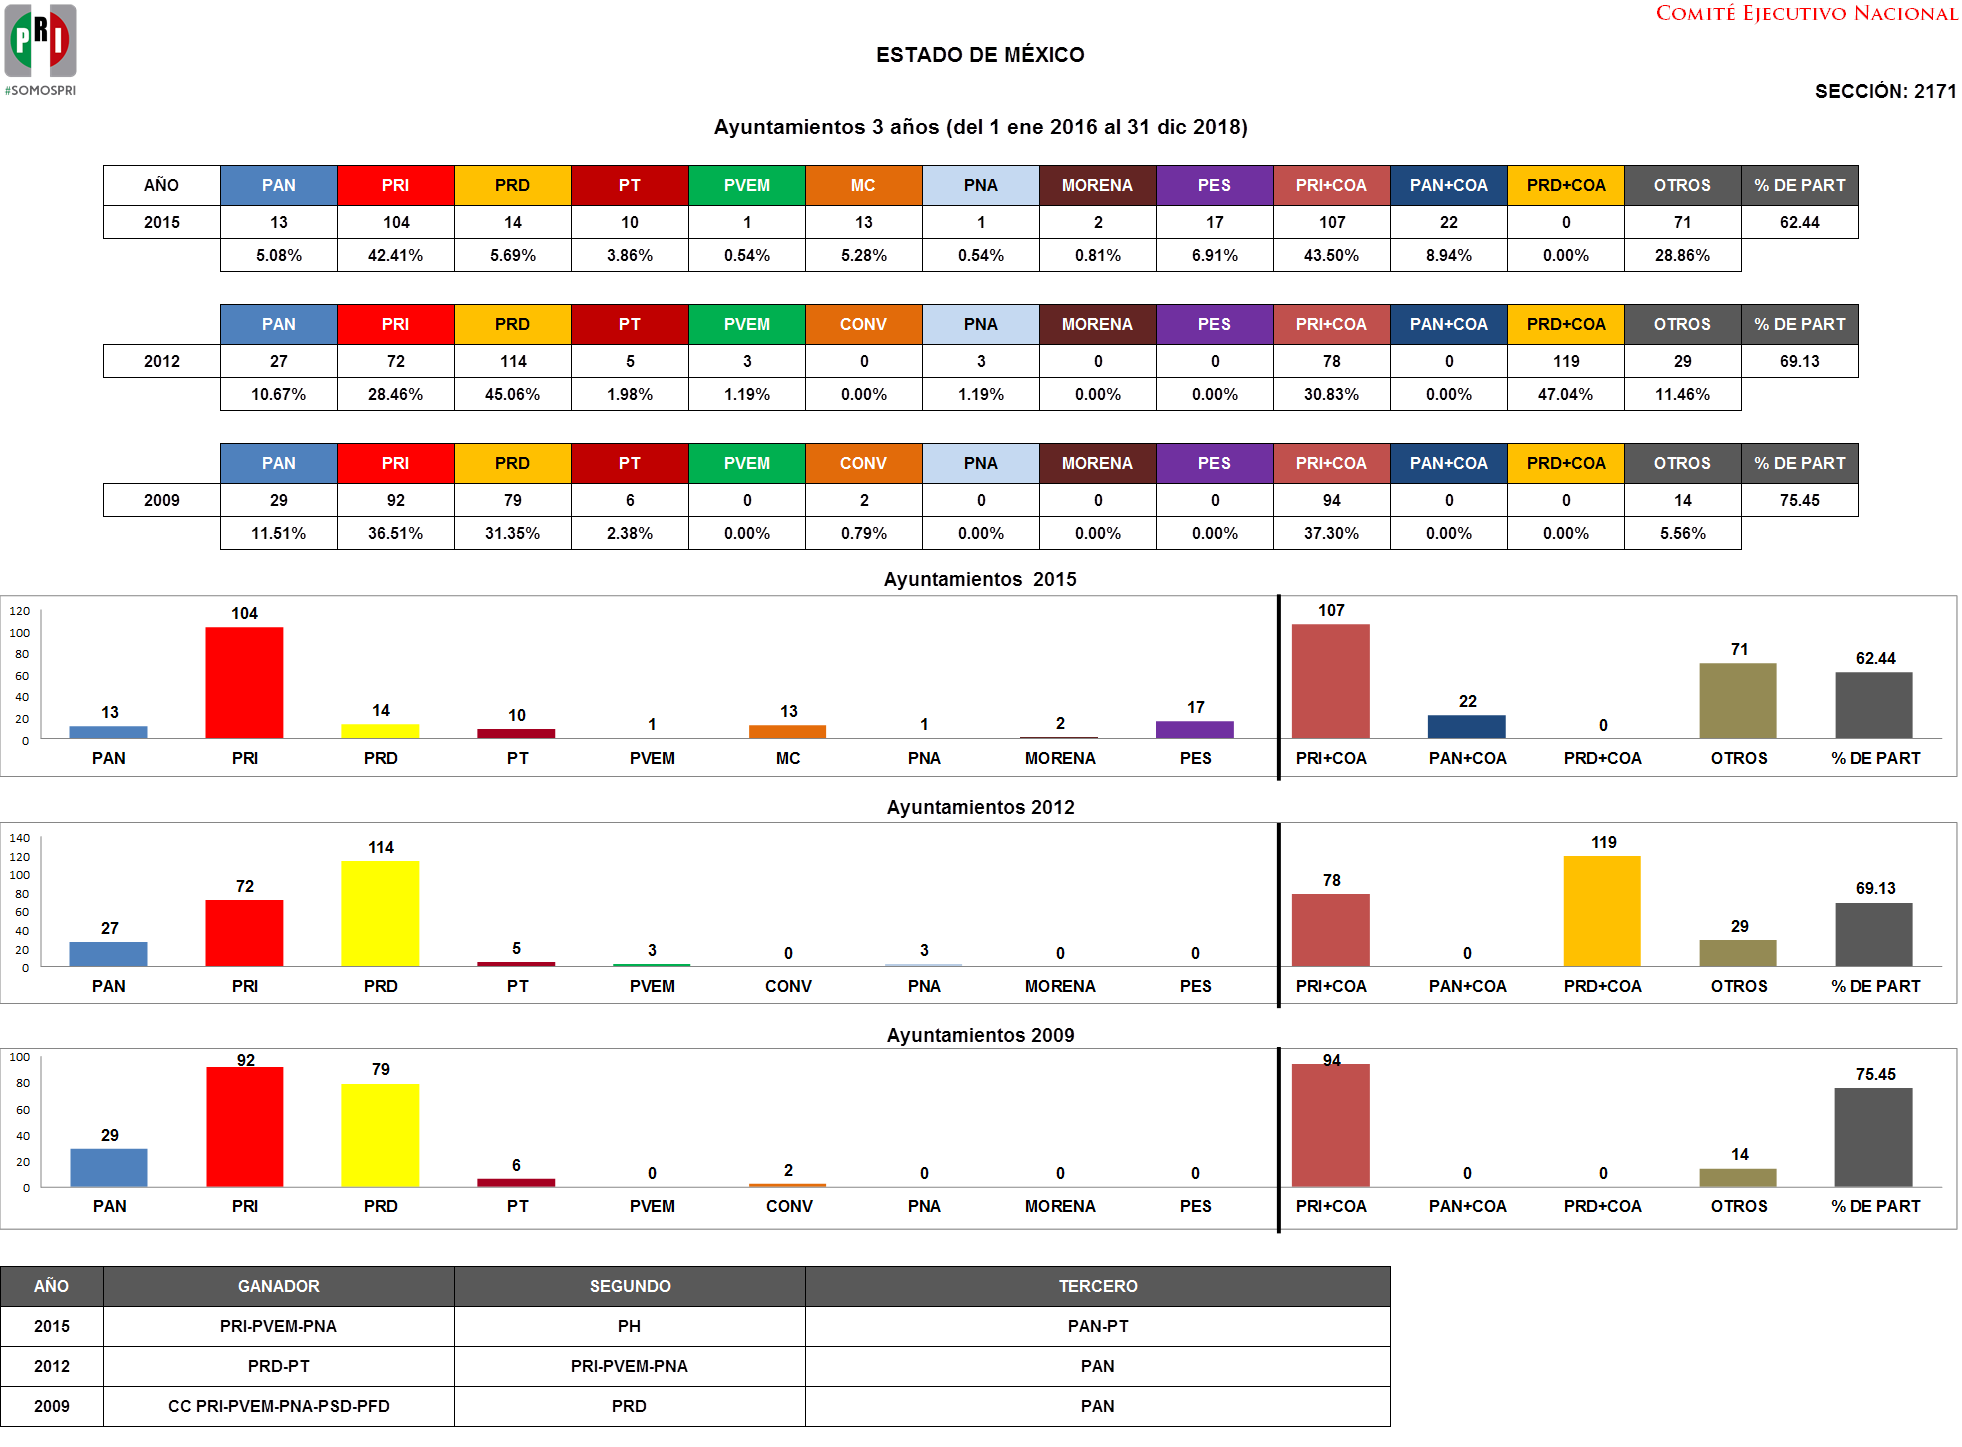 COMITÉ EJECUTIVO NACIONAL
PRI
#SOMOSPRI
ESTADO DE MÉXICO
SECCIÓN: 2171
Ayuntamientos 3 años (del 1 ene 2016 al 31 dic 2018)
AÑO PAN PRI PRD PT PVEM MC PNA MORENA PES PRI+COA PAN+COA PRD+COA OTROS % DE PART
2015 13 104 14 10 1 13 1 2 17 107 22 0 71 62.44
5.08% 42.41% 5.69% 3.86% 0.54% 5.28% 0.54% 0.81% 6.91% 43.50% 8.94% 0.00% 28.86%
PAN PRI PRD PT PVEM CONV PNA MORENA PES PRI+COA PAN+COA PRD+COA OTROS % DE PART
2012 27 72 114 5 3 0 3 0 0 78 0 119 29 69.13
10.67% 28.46% 45.06% 1.98% 1.19% 0.00% 1.19% 0.00% 0.00% 30.83% 0.00% 47.04% 11.46%
PAN PRI PRD PT PVEM CONV PNA MORENA PES PRI+COA PAN+COA PRD+COA OTROS % DE PART
2009 29 92 79 6 0 2 0 0 0 94 0 0 14 75.45
11.51% 36.51% 31.35% 2.38% 0.00% 0.79% 0.00% 0.00% 0.00% 37.30% 0.00% 0.00% 5.56%
Ayuntamientos 2015
120
100
80
60
40
20
0
13 104 14 10 1 13 1 2 17 107 22 0 71 62.44
PAN PRI PRD PT PVEM MC PNA MORENA PES PRI+COA PAN+COA PRD+COA OTROS % DE PART
Ayuntamientos 2012
140
120
100
80
60
40
20
0
27 72 114 5 3 0 3 0 0 78 0 119 29 69.13
PAN PRI PRD PT PVEM CONV PNA MORENA PES PRI+COA PAN+COA PRD+COA OTROS % DE PART
Ayuntamientos 2009
100
80
60
40
20
0
29 92 79 6 0 2 0 0 0 94 0 0 14 75.45
PAN PRI PRD PT PVEM CONV PNA MORENA PES PRI+COA PAN+COA PRD+COA OTROS % DE PART
AÑO GANADOR SEGUNDO TERCERO
2015 PRI-PVEM-PNA PH PAN-PT
2012 PRD-PT PRI-PVEM-PNA PAN
2009 CC PRI-PVEM-PNA-PSD-PFD PRD PAN